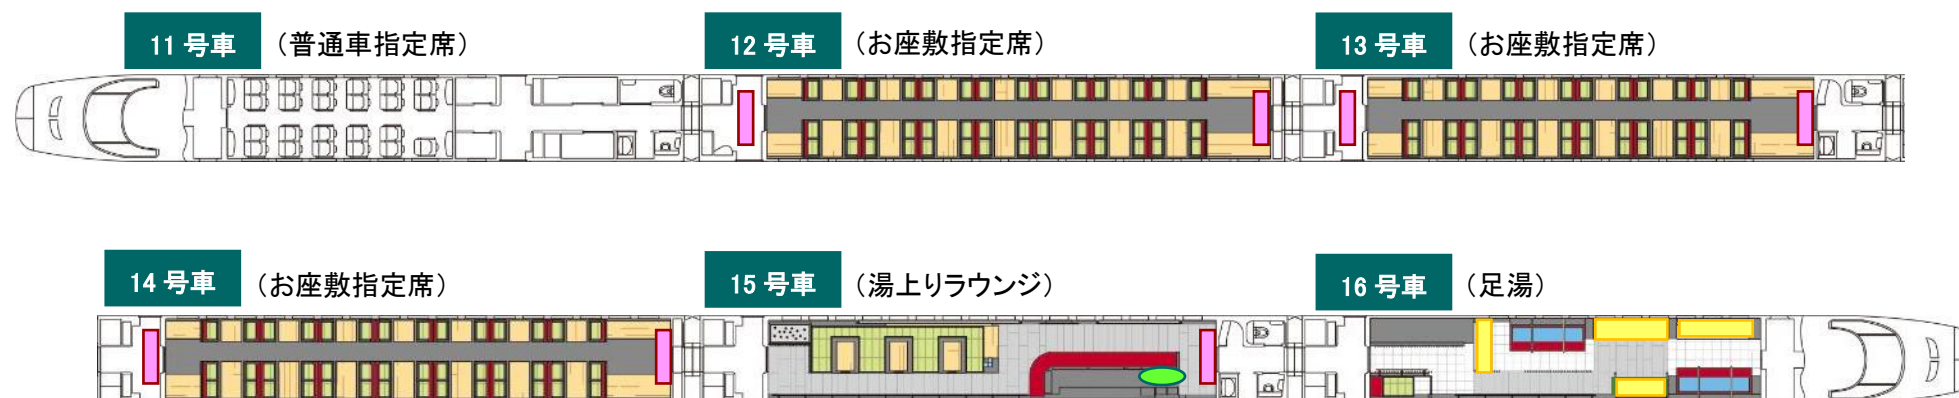 11 号車 （普通車指定席）
12 号車 （お座敷指定席）
13 号車 （お座敷指定席）
14 号車 （お座敷指定席）
15 号車 （湯上りラウンジ）
16 号車 （足湯）